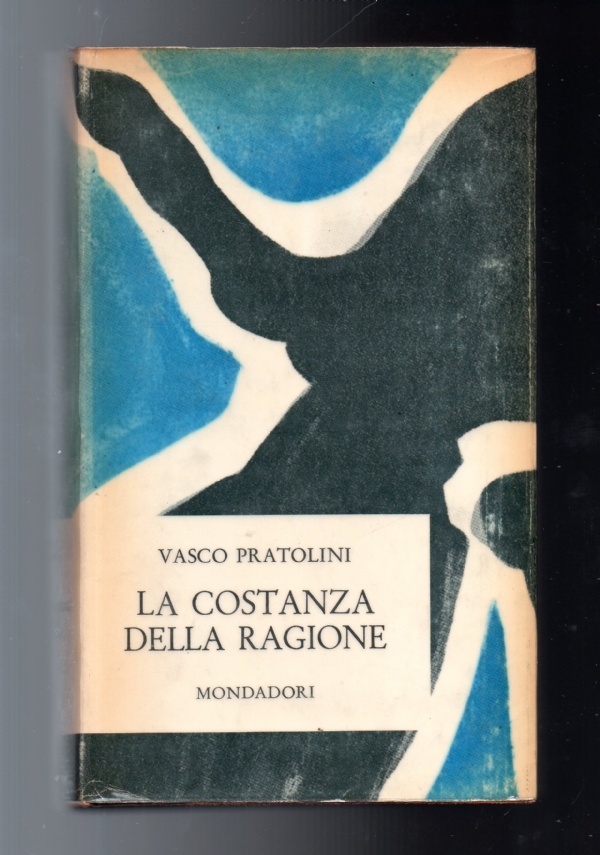 VASCO PRATOLINI
LA COSTANZA
DELLA RAGIONE
MONDADORI